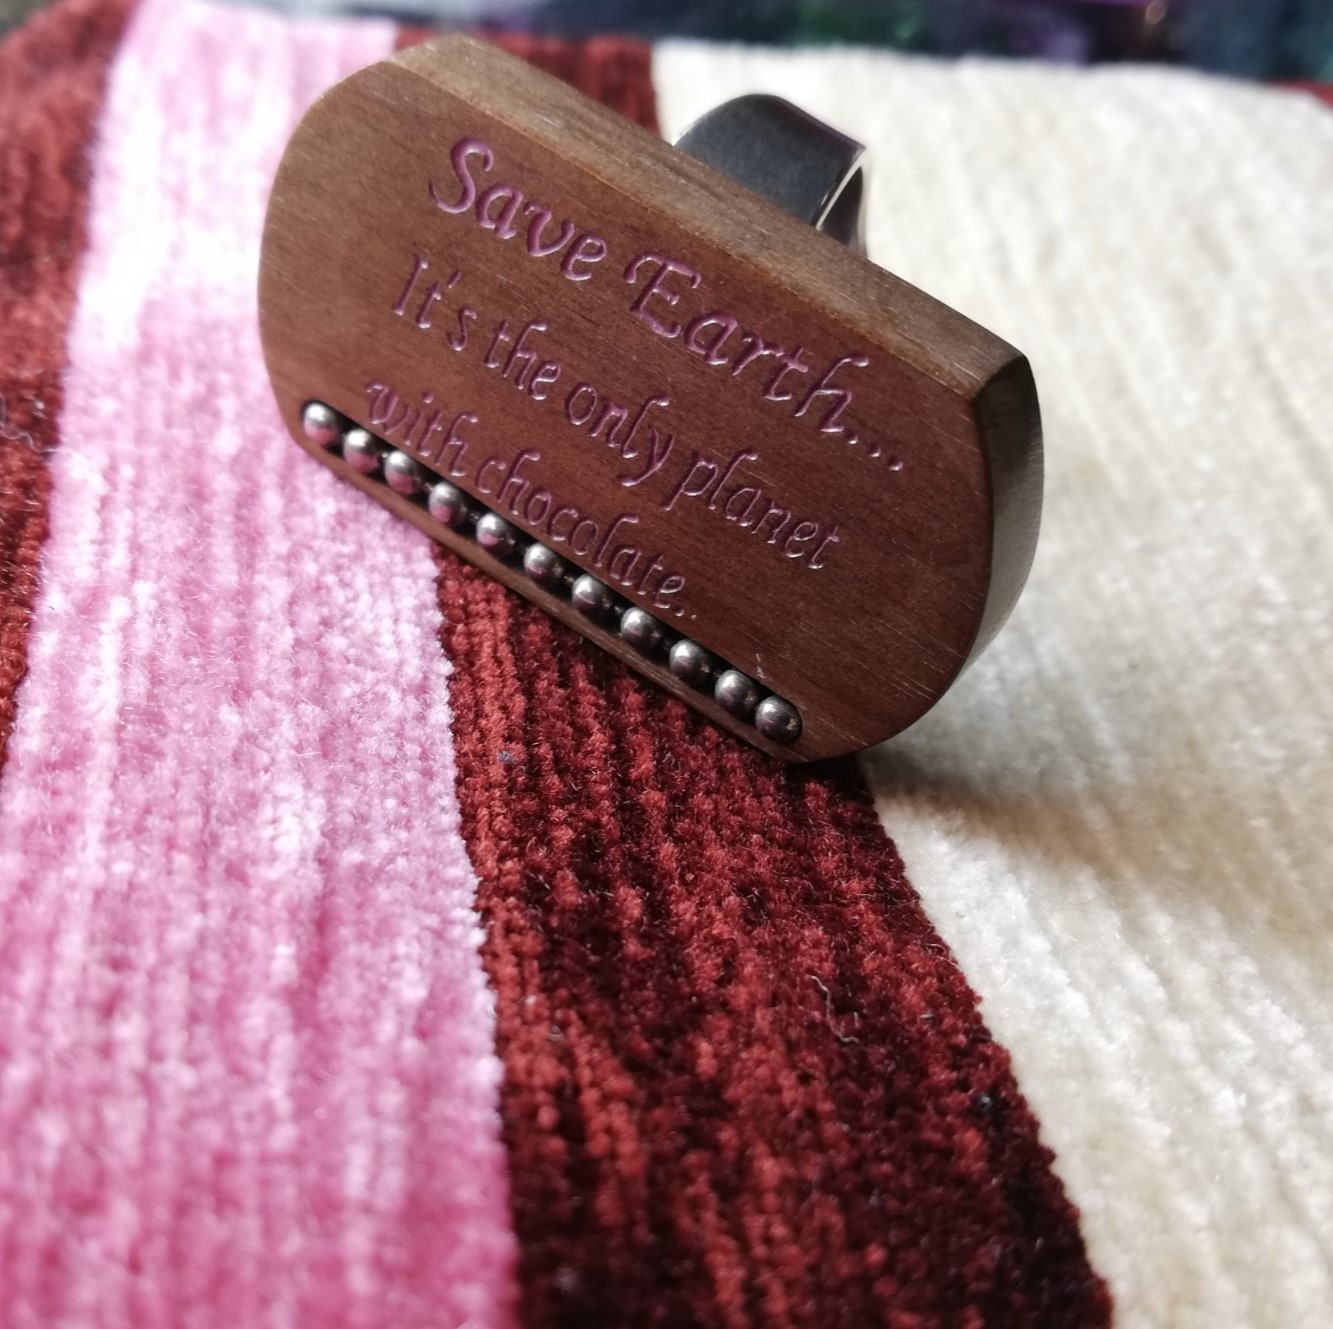 Save Earth...
It's the only planet
with chocolate...